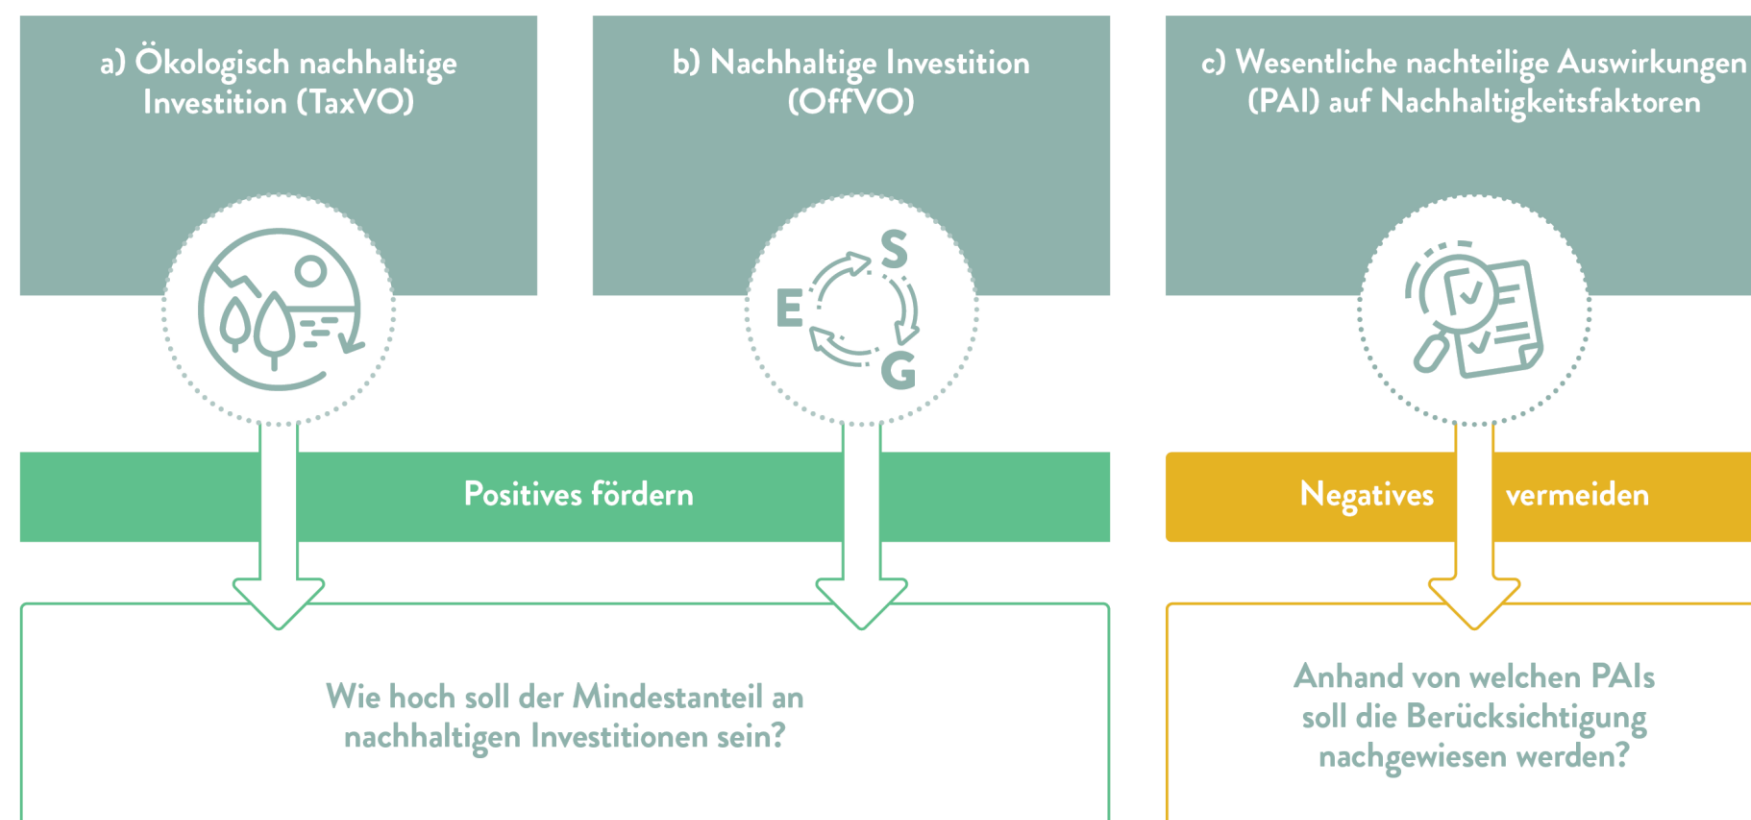 a) Ökologisch nachhaltige
Investition (TaxVO)
b) Nachhaltige Investition
(OffVO)
c) Wesentliche nachteilige Auswirkungen
(PAI) auf Nachhaltigkeitsfaktoren
E
S
G
Positives fördern
Negatives vermeiden
Wie hoch soll der Mindestanteil an
nachhaltigen Investitionen sein?
Anhand von welchen PAIs
soll die Berücksichtigung
nachgewiesen werden?